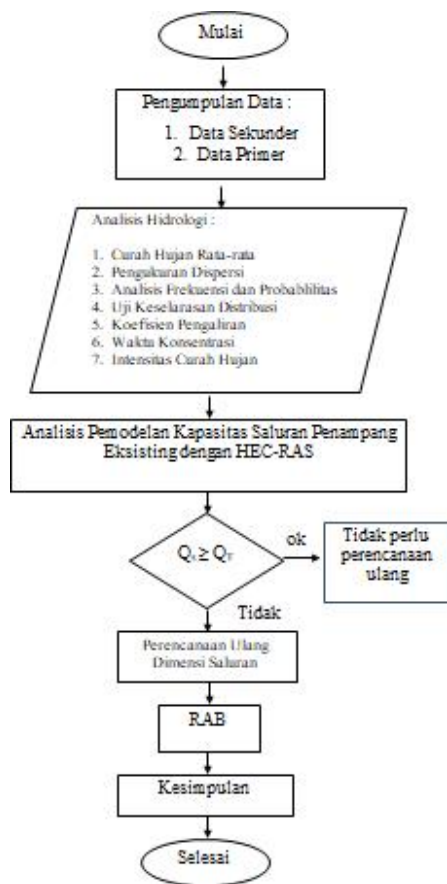 Mulai
Pengumpulan Data :
1. Data Sekunder
2. Data Primer
Analisis Hidrologi :
1. Curah Hujan Rata-rata
2. Pengukuran Dispersi
3. Analisis Frekuensi dan Probablilitas
4. Uji Keselarasan Distribusi
5. Koefisien Pengaliran
6. Waktu Konsentrasi
7. Intensitas Curah Hujan
Analisis Pemodelan Kapasitas Saluran Penampang
Eksisting dengan HEC-RAS
Q ≥ Q
ok
Tidak perlu
perencanaan
ulang
Tidak
Perencanaan Ulang
Dimensi Saluran
RAB
Kesimpulan
Selesai